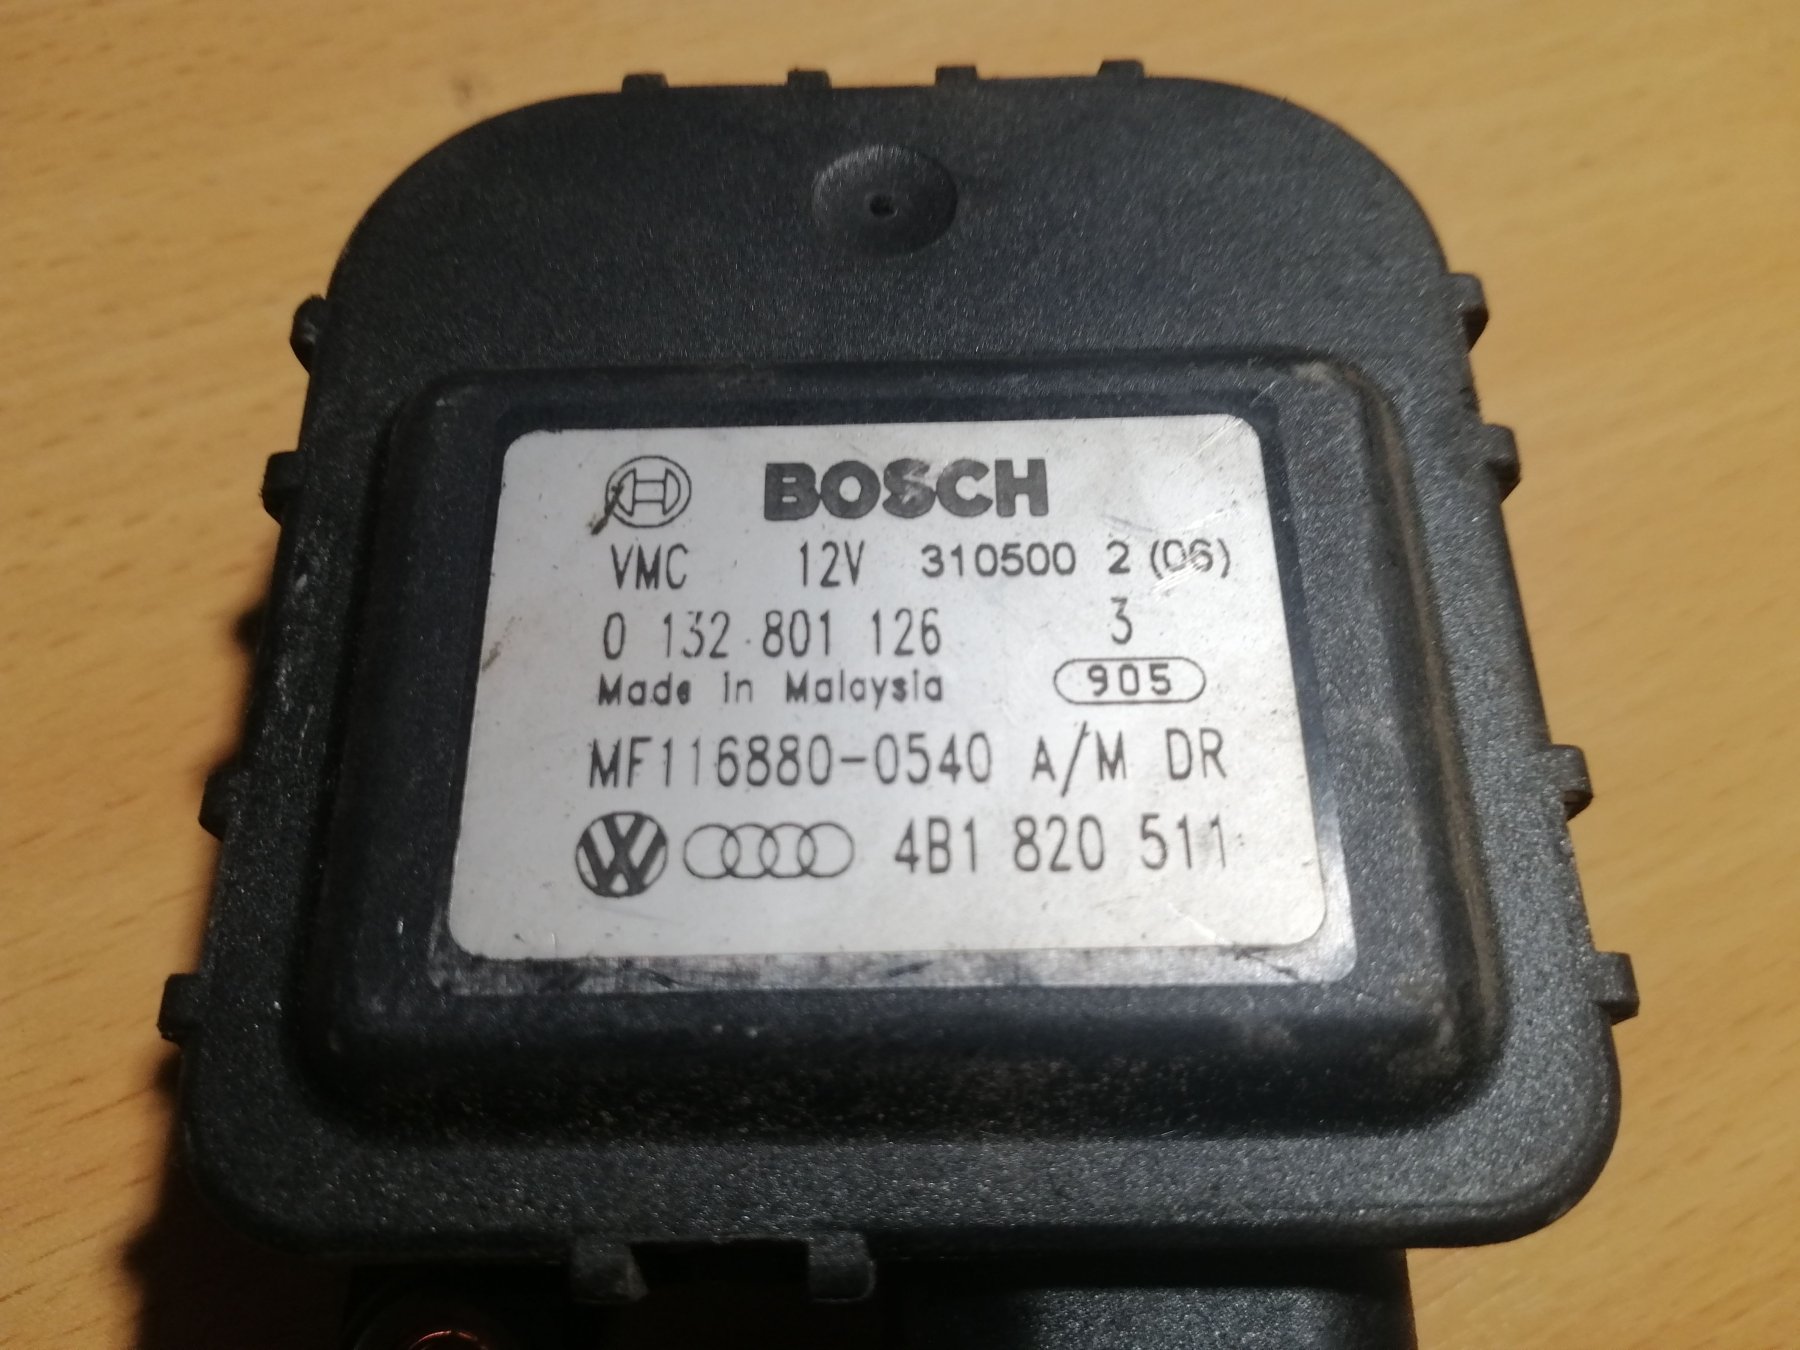 BOSCH
VMC 12V 310500 2 (06)
0 132 801 126 3
Made in Malaysia 905
MF116880-0540 A/M DR
4B1 820 511